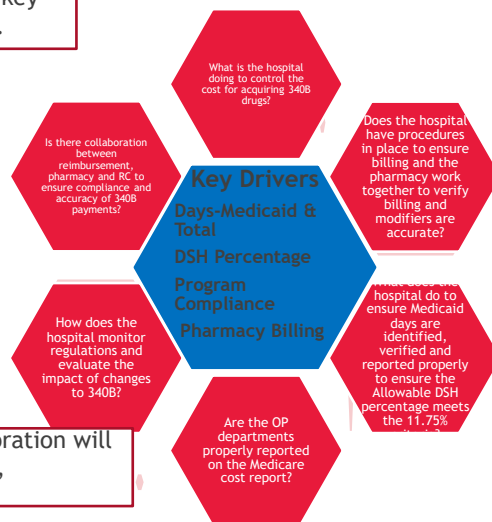 key
.
What is the hospital
doing to control the
cost for acquiring 340B
drugs?
Is there collaboration
between
reimbursement,
pharmacy and RC to
ensure compliance and
accuracy of 340B
payments?
Does the hospital
have procedures
in place to ensure
billing and the
pharmacy work
together to verify
billing and
modifiers are
accurate?
Key Drivers
Days-Medicaid &
Total
DSH Percentage
Program
Compliance
Pharmacy Billing
How does the
hospital monitor
regulations and
evaluate the
impact of changes
to 340B?
What does the
hospital do to
ensure Medicaid
days are
identified,
verified and
reported properly
to ensure the
Allowable DSH
percentage meets
the 11.75%
Are the OP
departments
properly reported
on the Medicare
cost report?
oration will
,